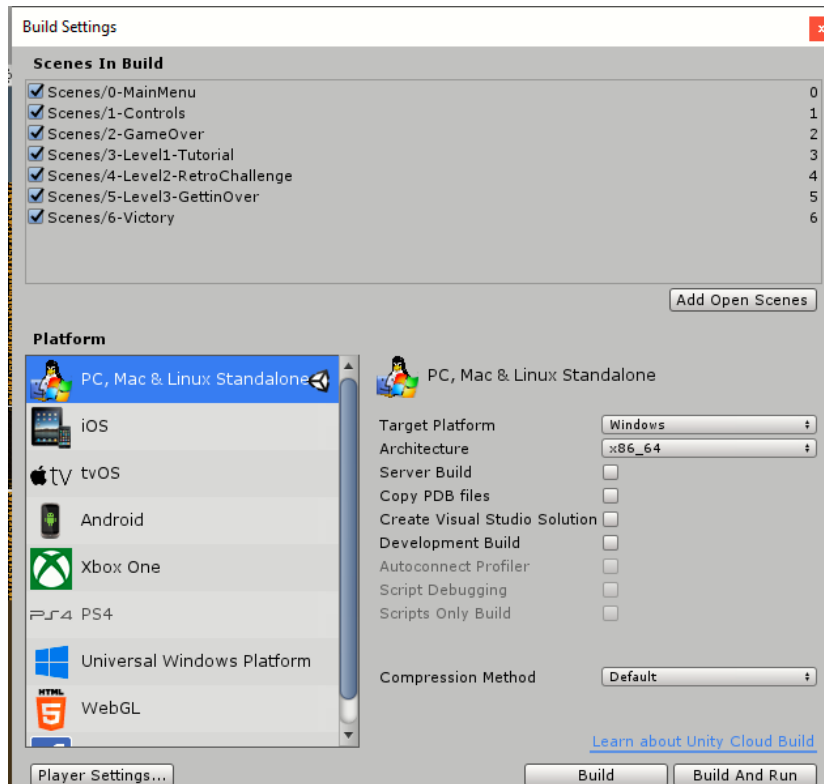 Build Settings
x
Scenes In Build
Scenes/0-MainMenu 0
Scenes/1-Controls 1
Scenes/2-GameOver 2
Scenes/3-Level1-Tutorial 3
Scenes/4-Level2-RetroChallenge 4
Scenes/5-Level3-GettinOver 5
Scenes/6-Victory 6
Add Open Scenes
Platform
PC, Mac & Linux Standalone
iOS
tv tvOS
Android
Xbox One
PS4 PS4
Universal Windows Platform
HTML
5 WebGL
PC, Mac & Linux Standalone
Target Platform Windows
Architecture x86_64
Server Build
Copy PDB files
Create Visual Studio Solution
Development Build
Autoconnect Profiler
Script Debugging
Scripts Only Build
Compression Method Default
Learn about Unity Cloud Build
Player Settings... Build Build And Run